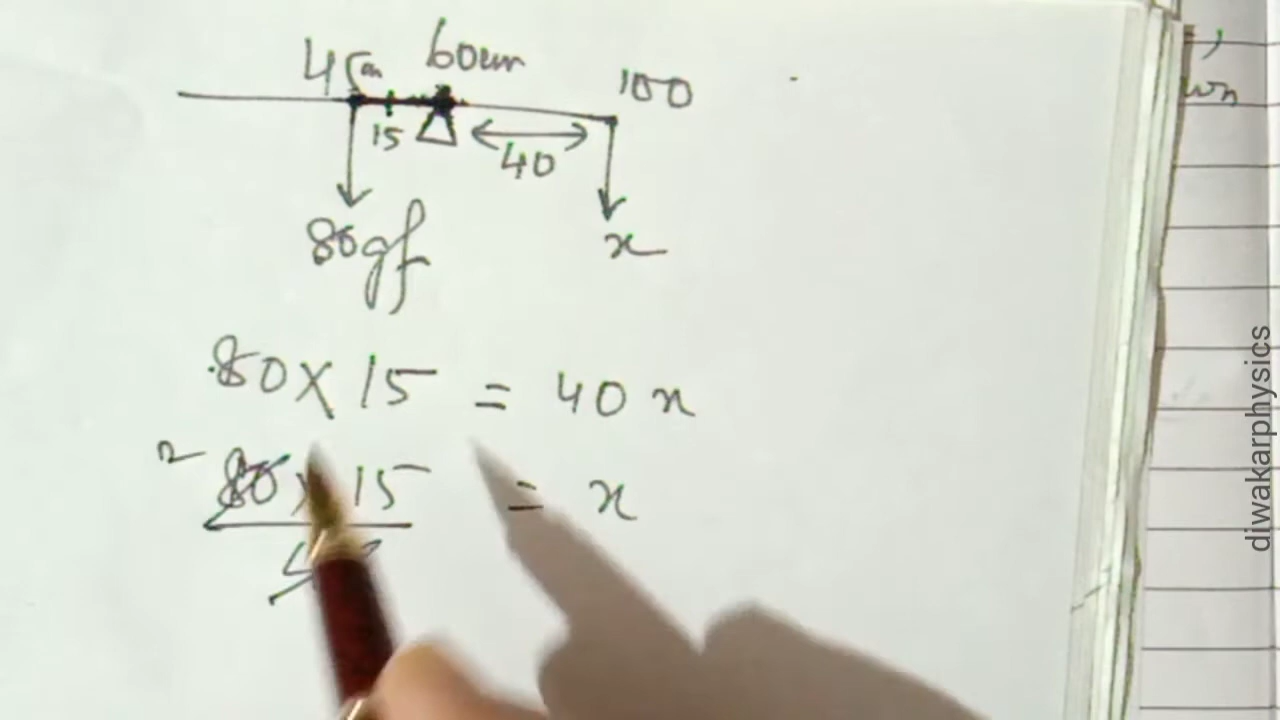 45cm 60cm 100
15 40
80gf x
80 × 15 = 40 x
2 80 × 15 = x
diwakarphysics